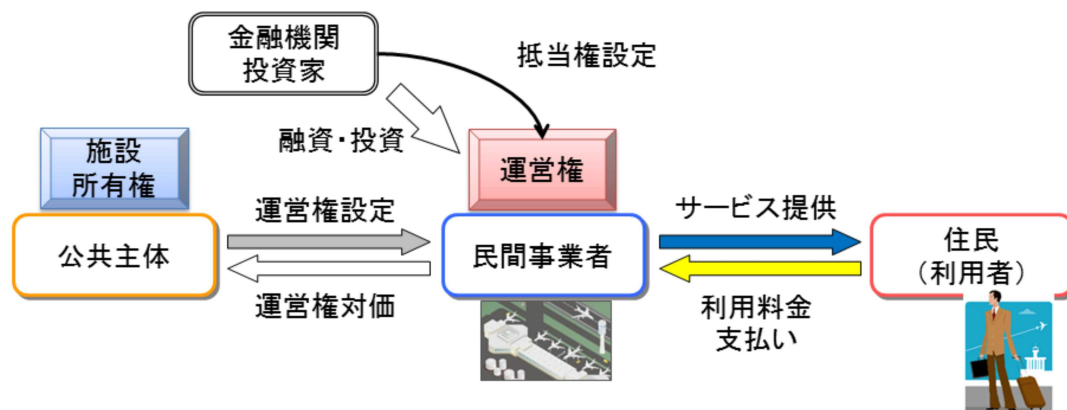 金融機関
投資家
抵当権設定
融資・投資
施設
所有権
運営権
公共主体
運営権設定
運営権対価
民間事業者
サービス提供
利用料金
支払い
住民
（利用者）